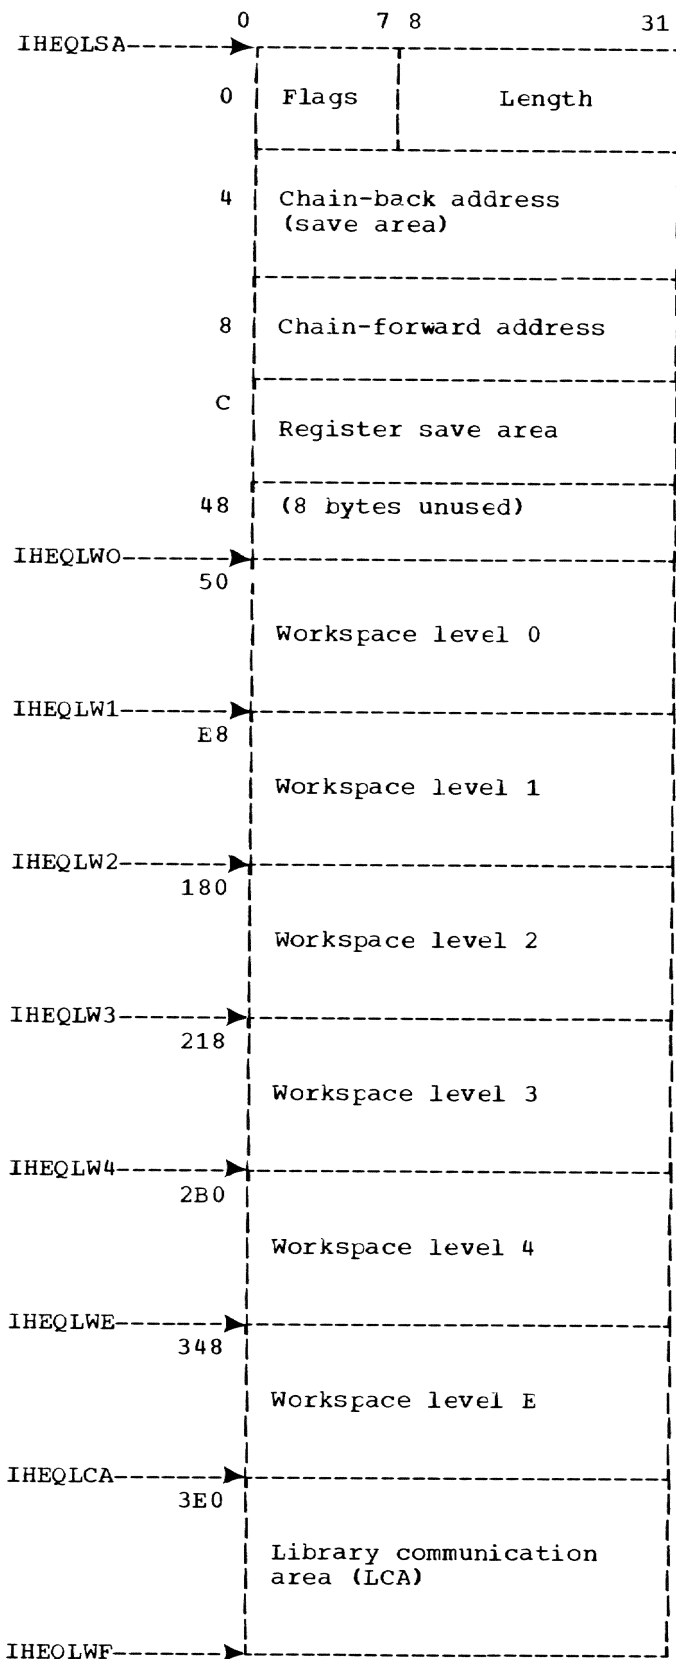 0 7 8 31
IHEQLSA
0 Flags Length
4 Chain-back address
(save area)
8 Chain-forward address
C
Register save area
48 (8 bytes unused)
IHEQLWO
50
Workspace level 0
IHEQLW1
E8
Workspace level 1
IHEQLW2
180
Workspace level 2
IHEQLW3
218
Workspace level 3
IHEQLW4
2B0
Workspace level 4
IHEQLWE
348
Workspace level E
IHEQLCA
3E0
Library communication
area (LCA)
IHEQLWF